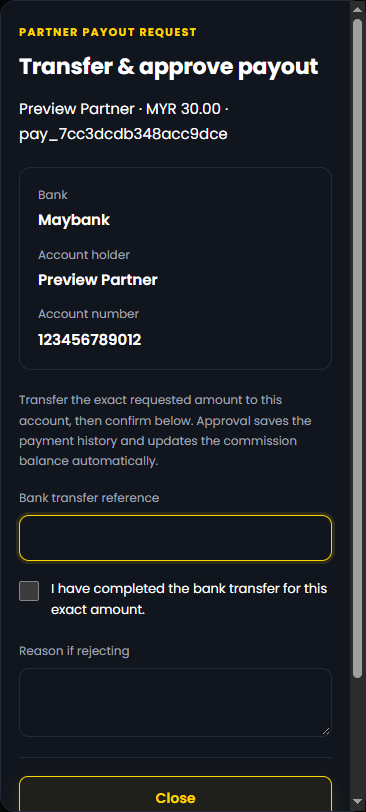 PARTNER PAYOUT REQUEST
Transfer & approve payout
Preview Partner · MYR 30.00 ·
pay_7cc3dcdb348acc9dce
Bank
Maybank
Account holder
Preview Partner
Account number
123456789012
Transfer the exact requested amount to this
account, then confirm below. Approval saves the
payment history and updates the commission
balance automatically.
Bank transfer reference
I have completed the bank transfer for this
exact amount.
Reason if rejecting
Close